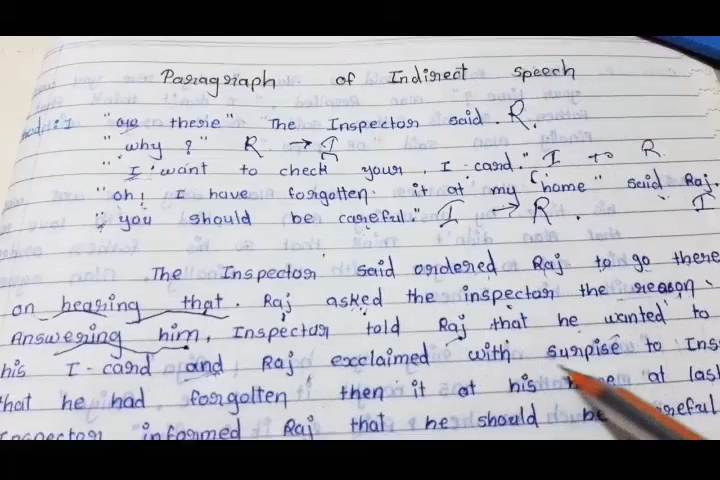 Paragraph of Indirect speech
"go there" The Inspector said. R.
"why ?" R → I
"I want to check your I card." I to R
"oh! I have forgotten it at my home" said Raj.
"you should be careful." I → R. I
The Inspector said ordered Raj to go there
on hearing that. Raj asked the inspector the reason
Answering him, Inspector told Raj that he wanted to
his I-card and Raj exclaimed with surpise to Ins
that he had forgotten then it at his at last
Inspector informed Raj that he should be careful